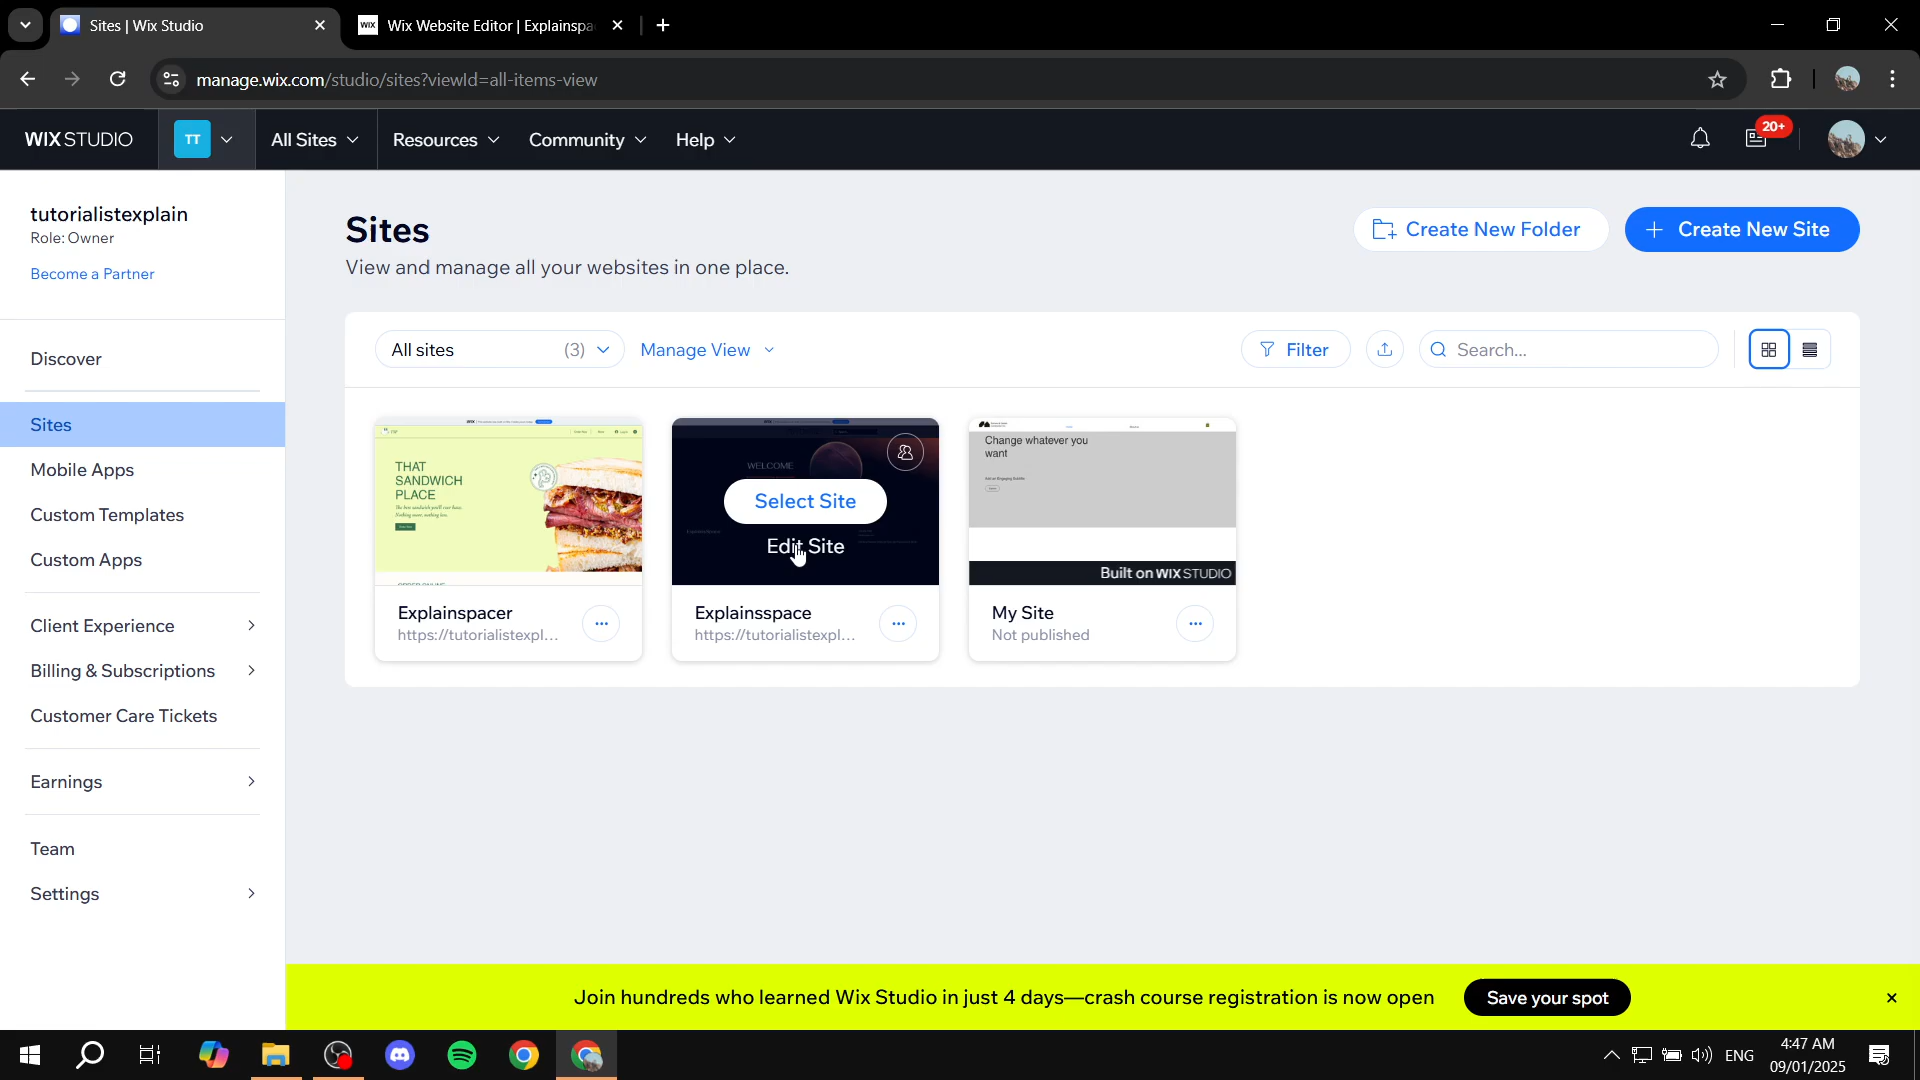 Sites | Wix Studio
WIX Wix Website Editor | Explainspa
manage.wix.com/studio/sites?viewId=all-items-view
WIX STUDIO
TT
All Sites
Resources
Community
Help
20+
tutorialistexplain
Role: Owner
Become a Partner
Discover
Sites
Mobile Apps
Custom Templates
Custom Apps
Client Experience
Billing & Subscriptions
Customer Care Tickets
Earnings
Team
Settings
Sites
View and manage all your websites in one place.
Create New Folder
+ Create New Site
All sites (3)
Manage View
Filter
Search...
THAT
SANDWICH
PLACE
Explainspacer
https://tutorialistexpl...
WELCOME
Select Site
Edit Site
Explainsspace
https://tutorialistexpl...
Change whatever you
want
Built on WIX STUDIO
My Site
Not published
Join hundreds who learned Wix Studio in just 4 days—crash course registration is now open
Save your spot
ENG
4:47 AM
09/01/2025